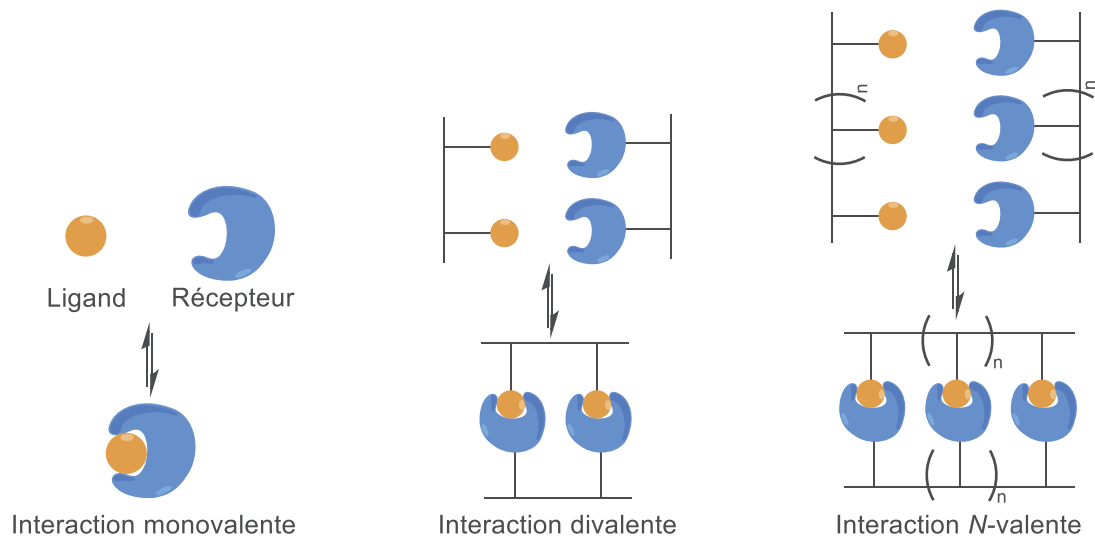 n
n
Ligand
Récepteur
n
n
Interaction monovalente
Interaction divalente
Interaction N-valente